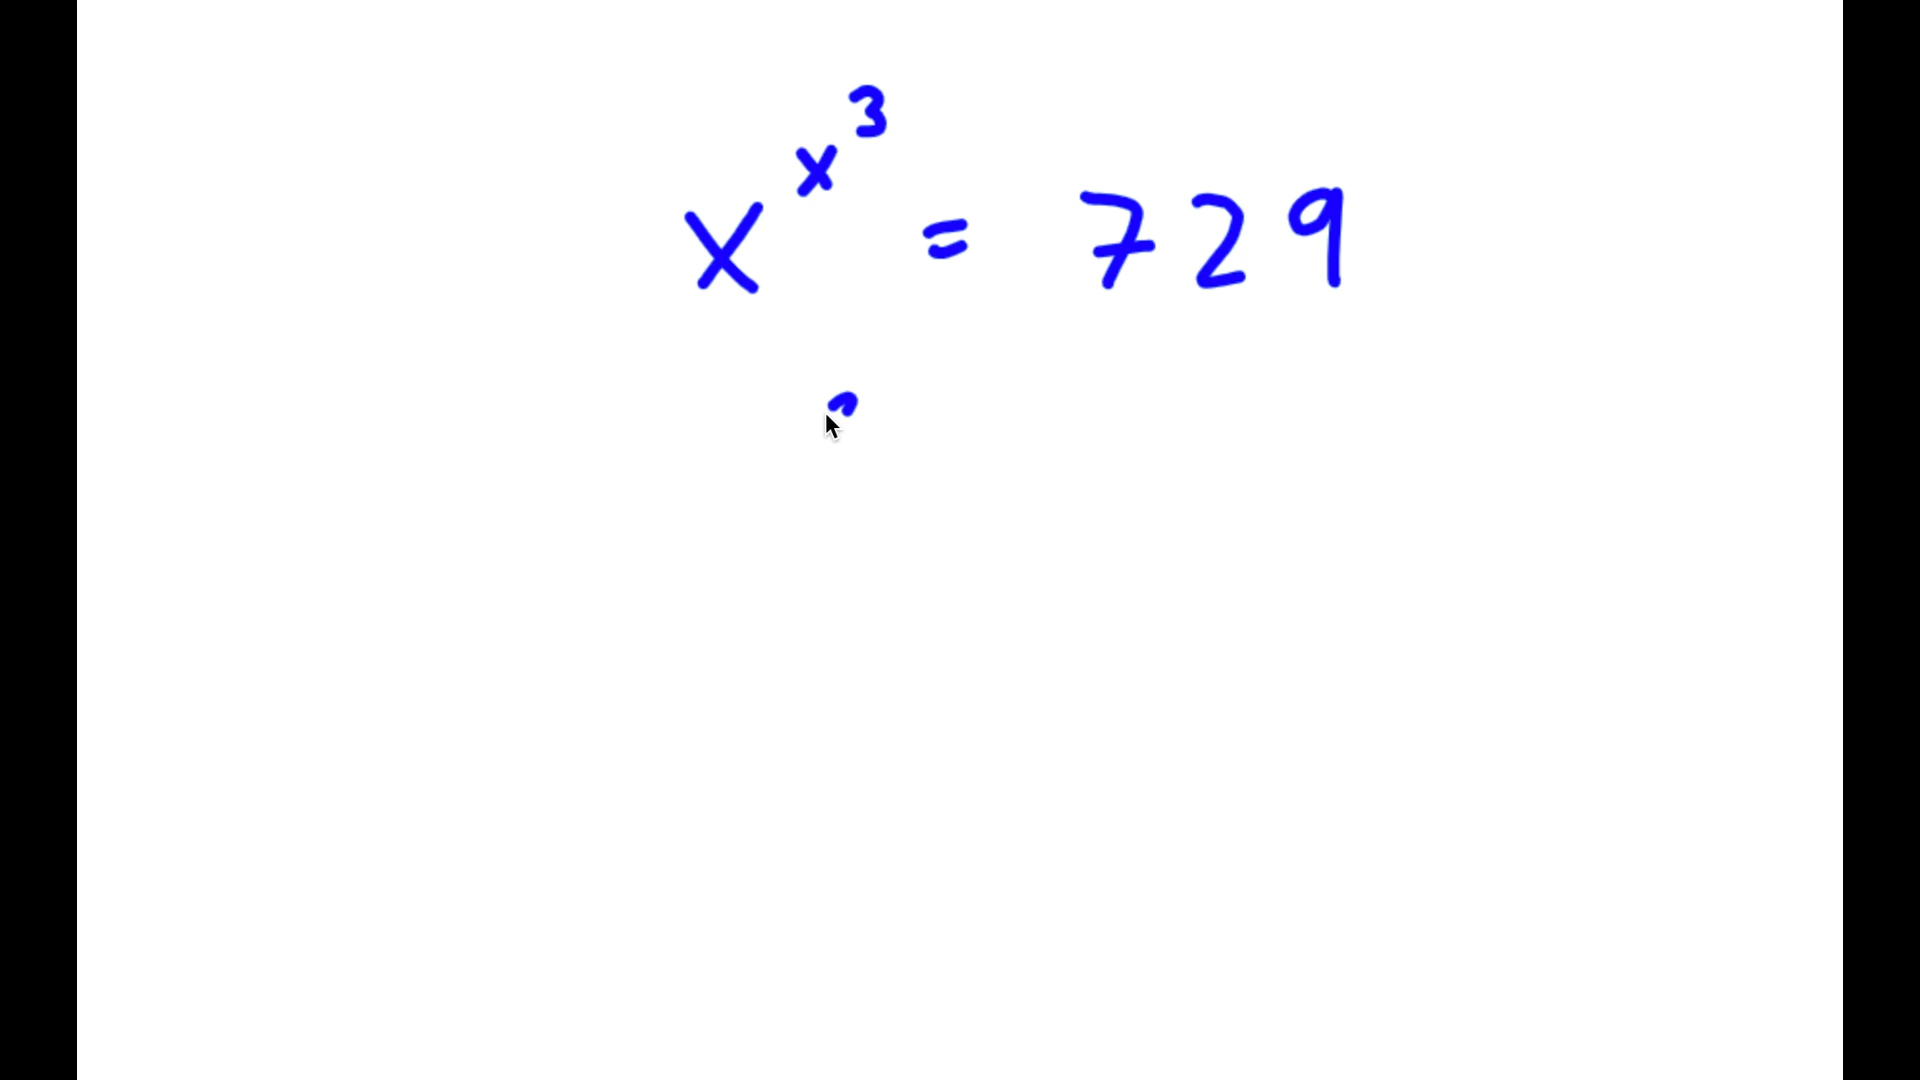 x^{x^3} = 729